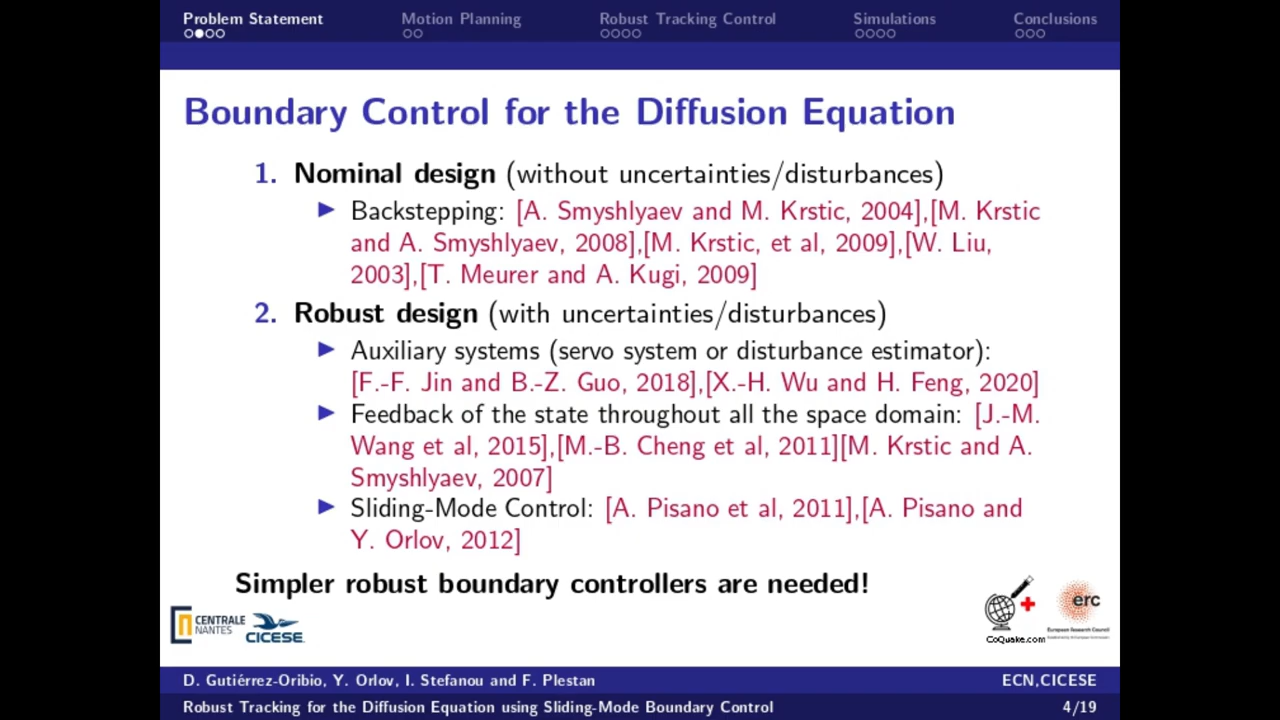 Problem Statement
Motion Planning
Robust Tracking Control
Simulations
Conclusions
Boundary Control for the Diffusion Equation
1. Nominal design (without uncertainties/disturbances)
Backstepping: [A. Smyshlyaev and M. Krstic, 2004],[M. Krstic
and A. Smyshlyaev, 2008],[M. Krstic, et al, 2009],[W. Liu,
2003],[T. Meurer and A. Kugi, 2009]
2. Robust design (with uncertainties/disturbances)
Auxiliary systems (servo system or disturbance estimator):
[F.-F. Jin and B.-Z. Guo, 2018],[X.-H. Wu and H. Feng, 2020]
Feedback of the state throughout all the space domain: [J.-M.
Wang et al, 2015],[M.-B. Cheng et al, 2011][M. Krstic and A.
Smyshlyaev, 2007]
Sliding-Mode Control: [A. Pisano et al, 2011],[A. Pisano and
Y. Orlov, 2012]
Simpler robust boundary controllers are needed!
CENTRALE
NANTES
CICESE
CoQuake.com
erc
European Research Council
D. Gutiérrez-Oribio, Y. Orlov, I. Stefanou and F. Plestan
ECN,CICESE
Robust Tracking for the Diffusion Equation using Sliding-Mode Boundary Control
4/19